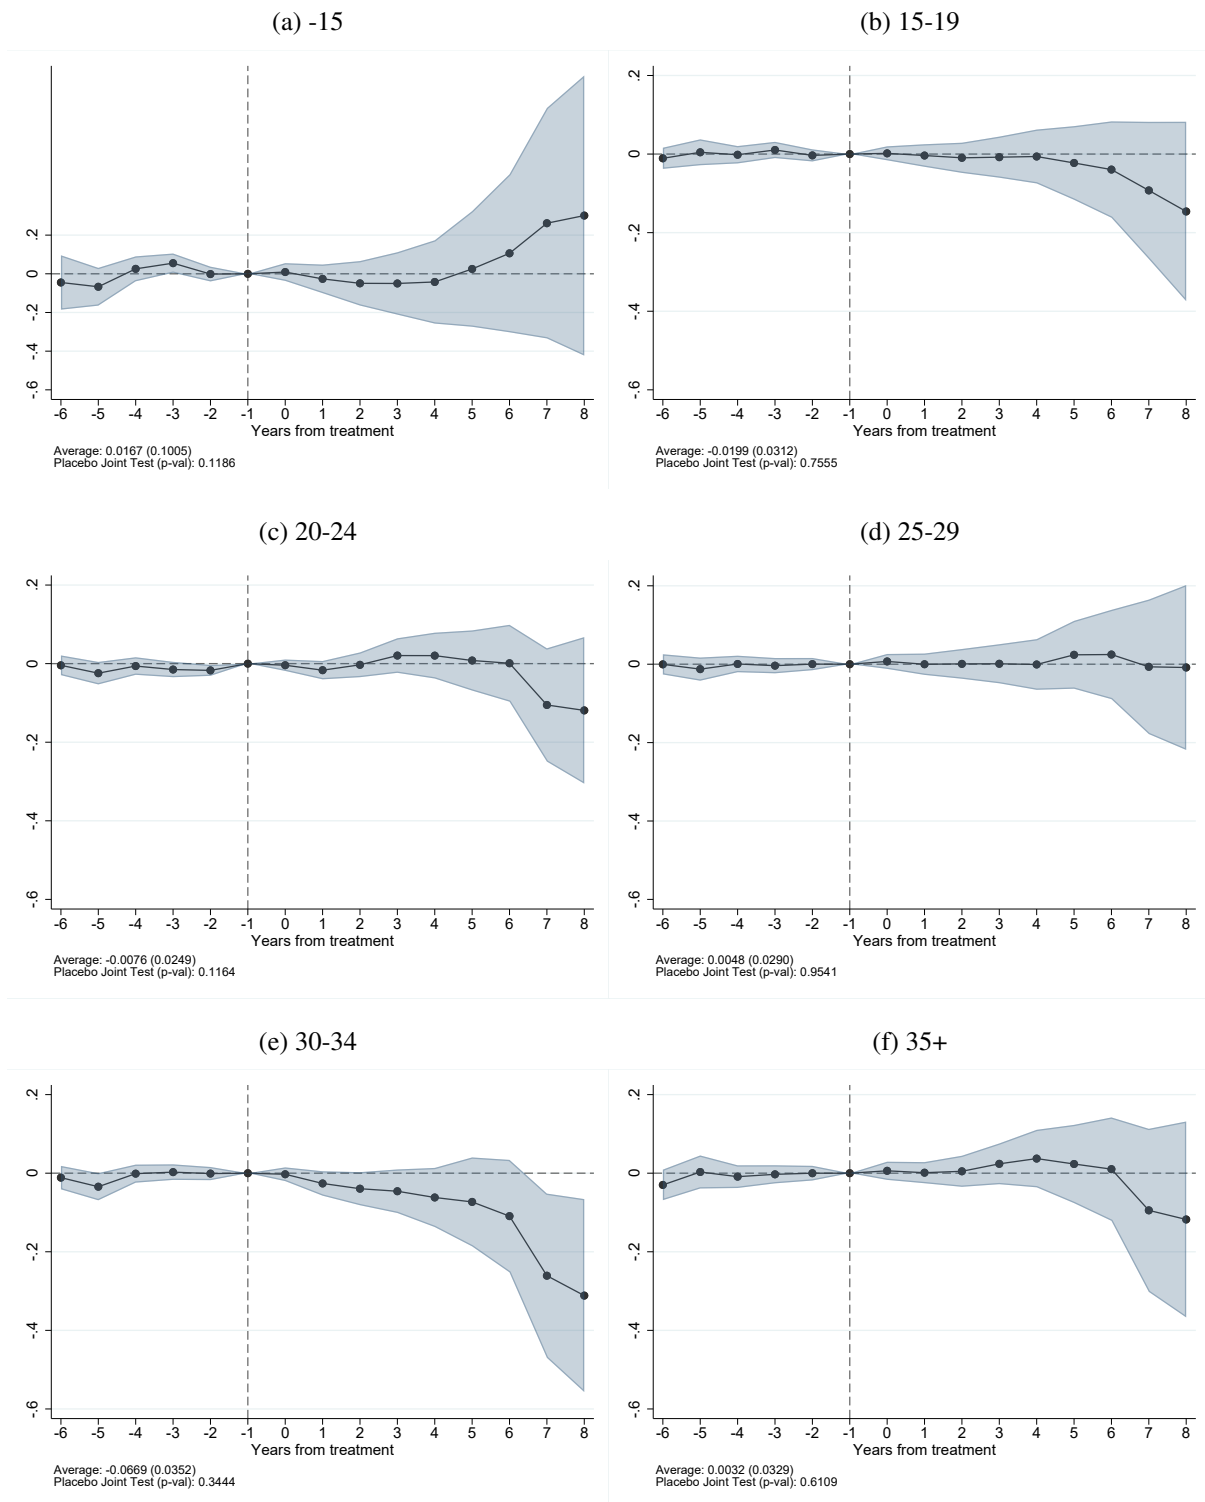 (a) -15
(b) 15-19
.2
0
-.2
-.4
-.6
-6 -5 -4 -3 -2 -1 0 1 2 3 4 5 6 7 8
Years from treatment
Average: 0.0167 (0.1005)
Placebo Joint Test (p-val): 0.1186
.2
0
-.2
-.4
-.6
-6 -5 -4 -3 -2 -1 0 1 2 3 4 5 6 7 8
Years from treatment
Average: -0.0199 (0.0312)
Placebo Joint Test (p-val): 0.7555
(c) 20-24
(d) 25-29
.2
0
-.2
-.4
-.6
-6 -5 -4 -3 -2 -1 0 1 2 3 4 5 6 7 8
Years from treatment
Average: -0.0076 (0.0249)
Placebo Joint Test (p-val): 0.1164
.2
0
-.2
-.4
-.6
-6 -5 -4 -3 -2 -1 0 1 2 3 4 5 6 7 8
Years from treatment
Average: 0.0048 (0.0290)
Placebo Joint Test (p-val): 0.9541
(e) 30-34
(f) 35+
.2
0
-.2
-.4
-.6
-6 -5 -4 -3 -2 -1 0 1 2 3 4 5 6 7 8
Years from treatment
Average: -0.0669 (0.0352)
Placebo Joint Test (p-val): 0.3444
.2
0
-.2
-.4
-.6
-6 -5 -4 -3 -2 -1 0 1 2 3 4 5 6 7 8
Years from treatment
Average: 0.0032 (0.0329)
Placebo Joint Test (p-val): 0.6109